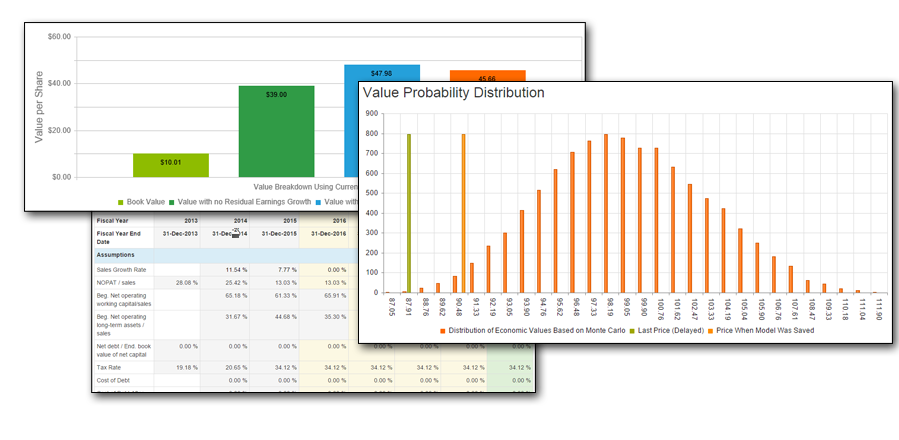 $60.00
$40.00
$20.00
$0.00
Value per Share
$10.01
$39.00
$47.98
45.66
Value Breakdown Using Curren
Book Value Value with no Residual Earnings Growth Value with
Value Probability Distribution
900
800
700
600
500
400
300
200
100
0
87.05 87.91 88.76 89.62 90.48 91.33 92.19 93.05 93.90 94.76 95.62 96.48 97.33 98.19 99.05 99.90 100.76 101.62 102.47 103.33 104.19 105.04 105.90 106.76 107.61 108.47 109.33 110.18 111.04 111.90
Distribution of Economic Values Based on Monte Carlo Last Price (Delayed) Price When Model Was Saved
Fiscal Year 2013 2014 2015 2016
Fiscal Year End 31-Dec-2013 31-Dec- 14 31-Dec-2015 31-Dec-2016
Date
Assumptions
Sales Growth Rate 11.54 % 7.77 % 0.00 %
NOPAT / sales 28.08 % 25.42 % 13.03 % 13.03 %
Beg. Net operating 65.18 % 61.33 % 65.91 %
working capital/sales
Beg. Net operating 31.67 % 44.68 % 35.30 %
long-term assets /
sales
Net debt / End. book 0.00 % 0.00 % 0.00 % 0.00 % 0.00 % 0.00 % 0.00 % 0.00 %
value of net capital
Tax Rate 19.18 % 20.65 % 34.12 % 34.12 % 34.12 % 34.12 % 34.12 % 34.12 %
Cost of Debt 0.00 % 0.00 % 0.00 % 0.00 % 0.00 % 0.00 % 0.00 %